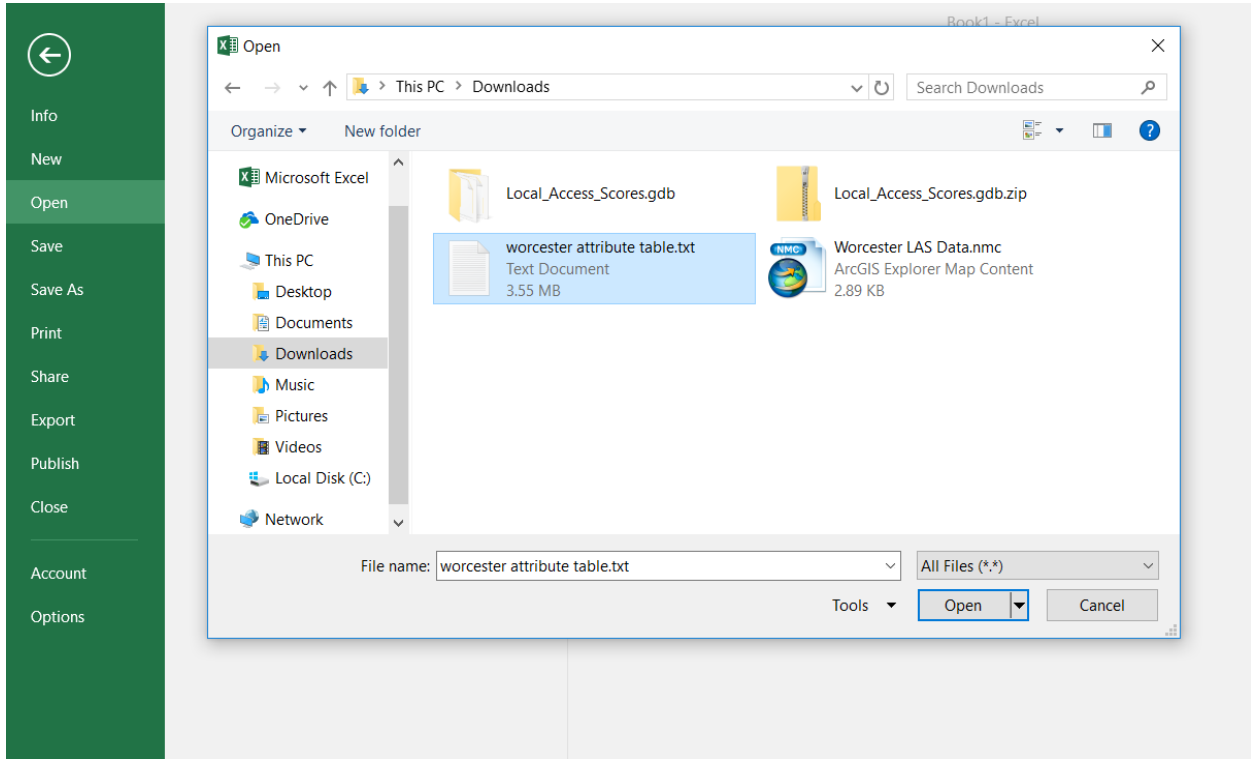 Book1 - Excel
Info
New
Open
Save
Save As
Print
Share
Export
Publish
Close
Account
Options
Open
This PC > Downloads
Search Downloads
Organize
New folder
Microsoft Excel
OneDrive
This PC
Desktop
Documents
Downloads
Music
Pictures
Videos
Local Disk (C:)
Network
Local_Access_Scores.gdb
Local_Access_Scores.gdb.zip
worcester attribute table.txt
Text Document
3.55 MB
NMC
Worcester LAS Data.nmc
ArcGIS Explorer Map Content
2.89 KB
File name: worcester attribute table.txt
All Files (*.*)
Tools
Open
Cancel